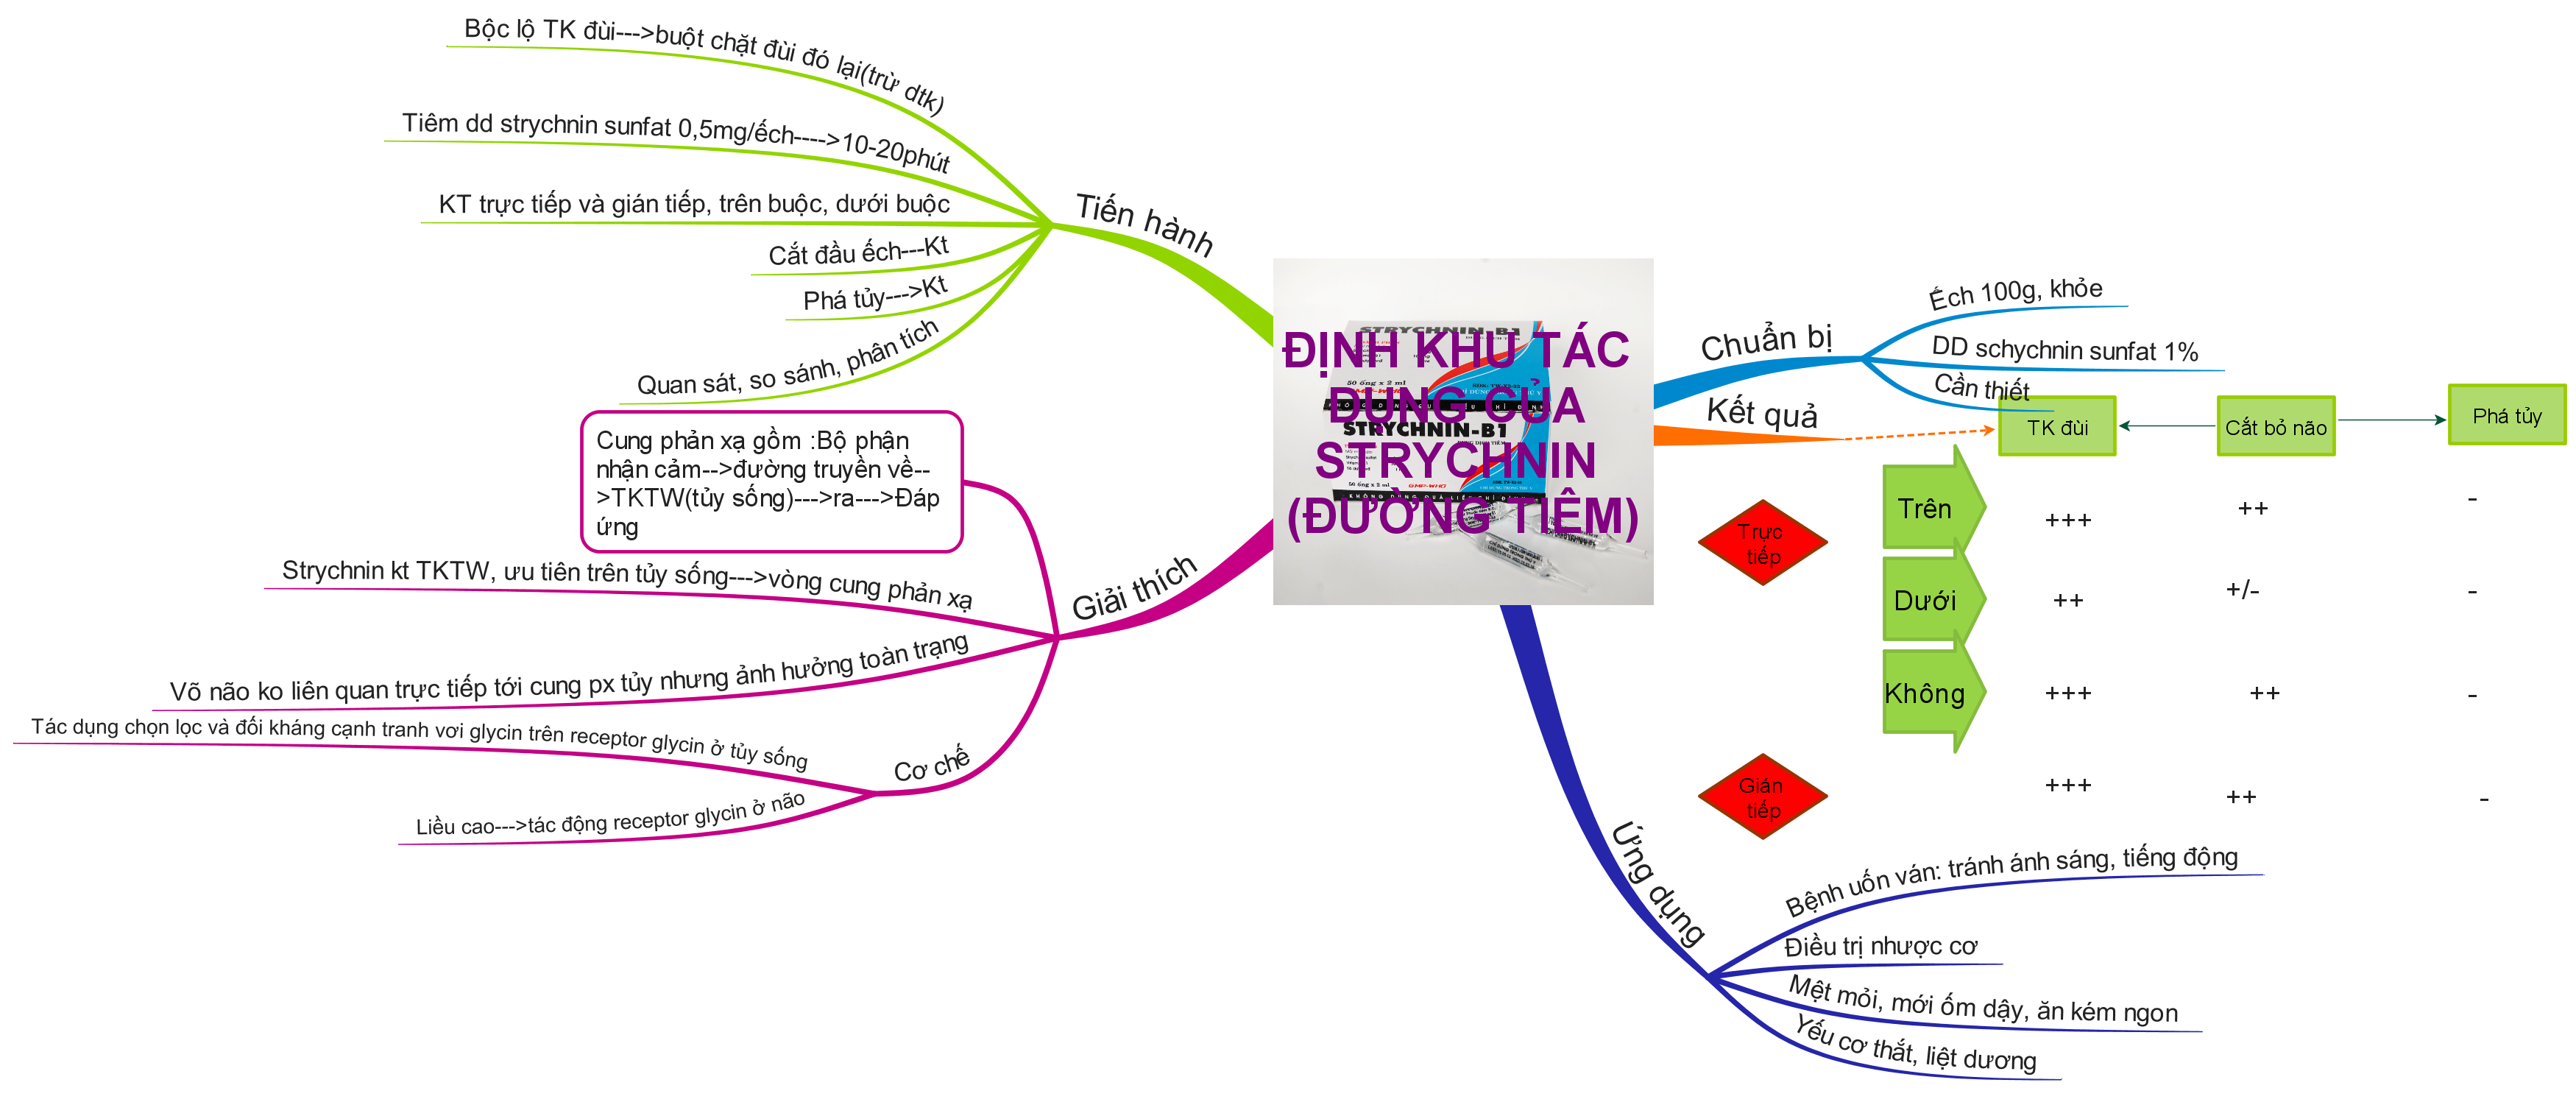 ĐỊNH KHU TÁC
DỤNG CỦA
STRYCHNIN
(ĐƯỜNG TIÊM)
STRYCHNIN-B1
50 ống x 2 ml
GMP-WHO
STRYCHNIN-B1
DUNG DỊCH TIÊM
50 ống x 2 ml
GMP-WHO
Tiến hành
Bộc lộ TK đùi--->buột chặt đùi đó lại(trừ dtk)
Tiêm dd strychnin sunfat 0,5mg/ếch---->10-20phút
KT trực tiếp và gián tiếp, trên buộc, dưới buộc
Cắt đầu ếch---Kt
Phá tủy--->Kt
Quan sát, so sánh, phân tích
Giải thích
Cung phản xạ gồm :Bộ phận
nhận cảm-->đường truyền về--
>TKTW(tủy sống)--->ra--->Đáp
ứng
Strychnin kt TKTW, ưu tiên trên tủy sống--->vòng cung phản xạ
Võ não ko liên quan trực tiếp tới cung px tủy nhưng ảnh hưởng toàn trạng
Cơ chế
Tác dụng chọn lọc và đối kháng cạnh tranh vơi glycin trên receptor glycin ở tủy sống
Liều cao--->tác động receptor glycin ở não
Chuẩn bị
Ếch 100g, khỏe
DD schychnin sunfat 1%
Cần thiết
Kết quả
TK đùi
Cắt bỏ não
Phá tủy
Trực
tiếp
Trên
+++
++
-
Dưới
++
+/-
-
Không
+++
++
-
Gián
tiếp
+++
++
-
Ứng dụng
Bệnh uốn ván: tránh ánh sáng, tiếng động
Điều trị nhược cơ
Mệt mỏi, mới ốm dậy, ăn kém ngon
Yếu cơ thắt, liệt dương